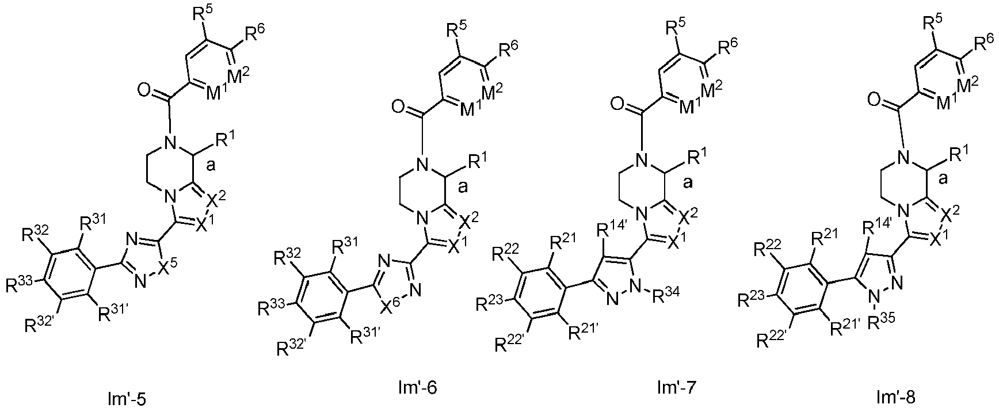 R⁵ R⁶ M² M¹ O N R¹ a N X² X¹ R³¹ R³² N X⁵ N R³³ R³²' R³¹'
R⁵ R⁶ M² M¹ O N R¹ a N X² X¹ R³¹ R³² N N X⁶ R³³ R³²' R³¹'
R⁵ R⁶ M² M¹ O N R¹ a N X² X¹ R¹⁴' R²¹ R²² N N R³⁴ R²³ R²²' R²¹'
R⁵ R⁶ M² M¹ O N R¹ a N X² X¹ R¹⁴' R²¹ R²² N N R³⁵ R²³ R²²' R²¹'
Im'-5
Im'-6
Im'-7
Im'-8